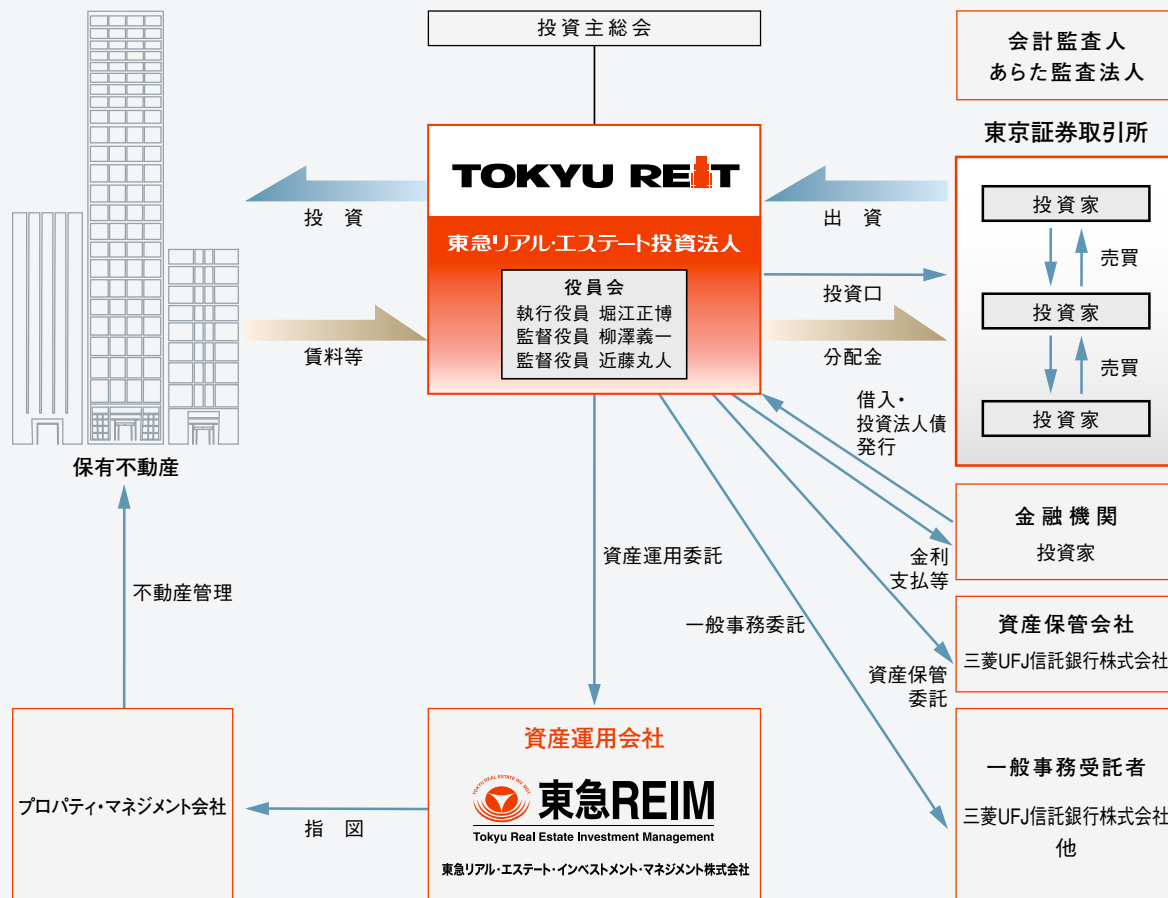 投資主総会
会計監査人
あらた監査法人
東京証券取引所
TOKYU REIT
東急リアル・エステート投資法人
役員会
執行役員 堀江正博
監督役員 柳澤義一
監督役員 近藤丸人
投資
賃料等
出資
投資口
分配金
投資家
売買
投資家
売買
投資家
保有不動産
借入・
投資法人債
発行
金融機関
投資家
金利
支払等
資産運用委託
一般事務委託
資産保管
委託
資産保管会社
三菱UFJ信託銀行株式会社
不動産管理
プロパティ・マネジメント会社
指図
資産運用会社
TOKYU REAL ESTATE INV. MGT.
東急REIM
Tokyu Real Estate Investment Management
東急リアル・エステート・インベストメント・マネジメント株式会社
一般事務受託者
三菱UFJ信託銀行株式会社
他